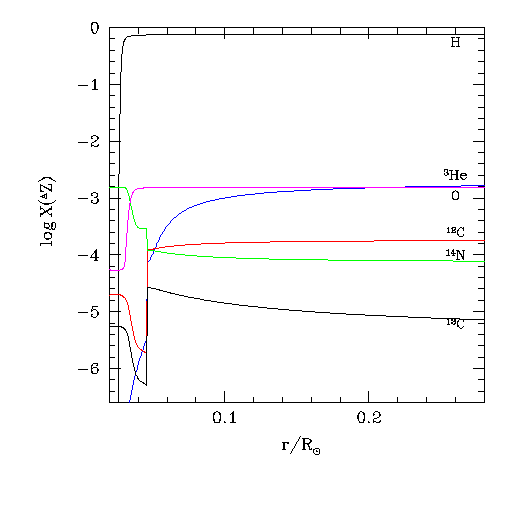 0
H
−1
−2
³He
−3
O
log X(ᴬZ)
¹²C
−4
¹⁴N
−5
¹³C
−6
0.1 0.2
r/R☉